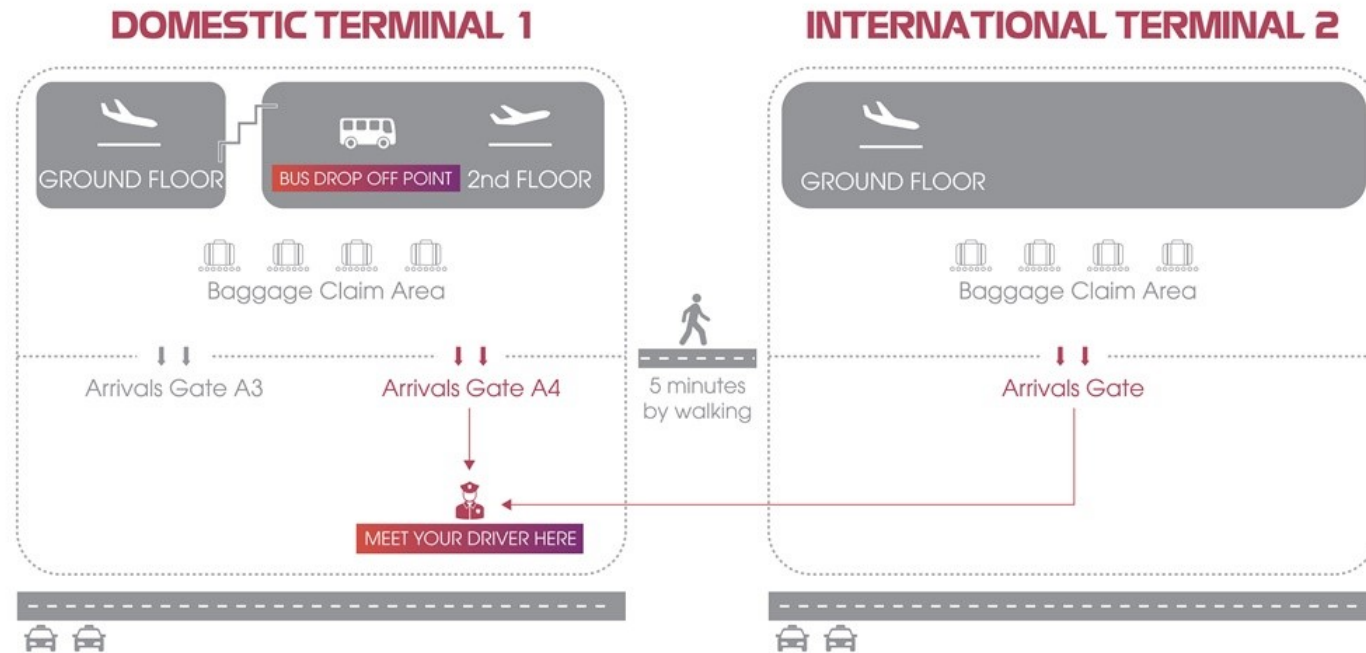 DOMESTIC TERMINAL 1
INTERNATIONAL TERMINAL 2
GROUND FLOOR
BUS DROP OFF POINT
2nd FLOOR
GROUND FLOOR
Baggage Claim Area
Baggage Claim Area
Arrivals Gate A3
Arrivals Gate A4
5 minutes
by walking
Arrivals Gate
MEET YOUR DRIVER HERE